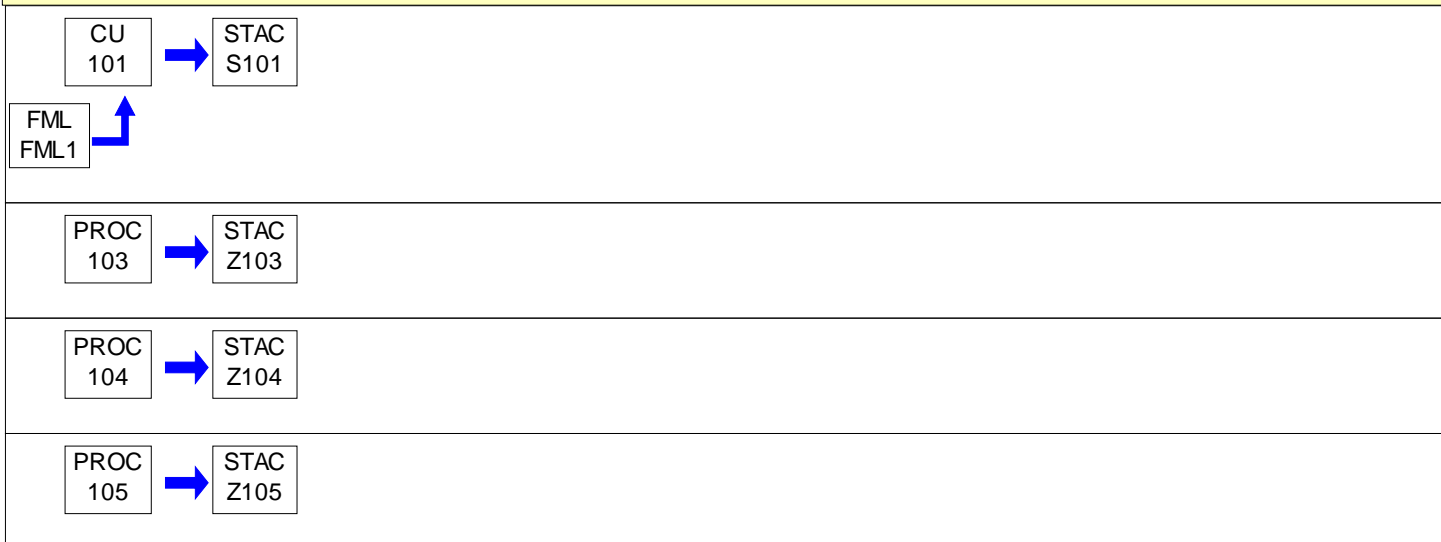 CU
101
STAC
S101
FML
FML1
PROC
103
STAC
Z103
PROC
104
STAC
Z104
PROC
105
STAC
Z105